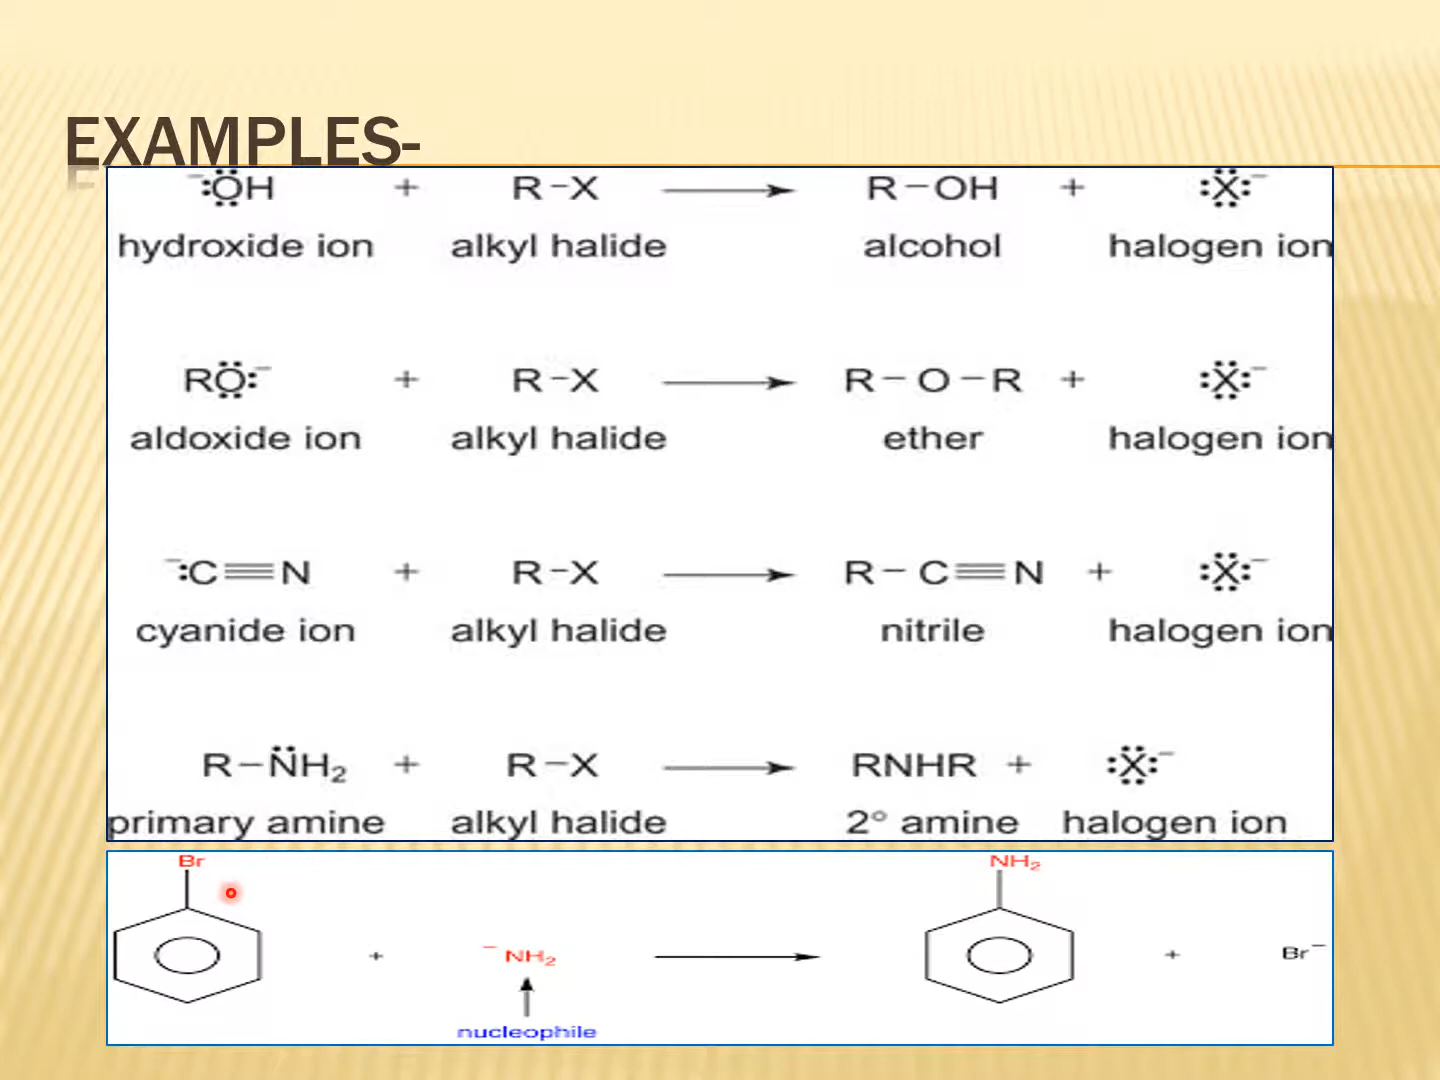 EXAMPLES-
⁻:ÖH + R−X ⟶ R−OH + :X:⁻
hydroxide ion alkyl halide alcohol halogen ion
RÖ:⁻ + R−X ⟶ R−O−R + :X:⁻
aldoxide ion alkyl halide ether halogen ion
⁻:C≡N + R−X ⟶ R−C≡N + :X:⁻
cyanide ion alkyl halide nitrile halogen ion
R−N̈H₂ + R−X ⟶ RNHR + :X:⁻
primary amine alkyl halide 2° amine halogen ion
Br NH₂
+ ⁻NH₂ ⟶ + Br⁻
nucleophile